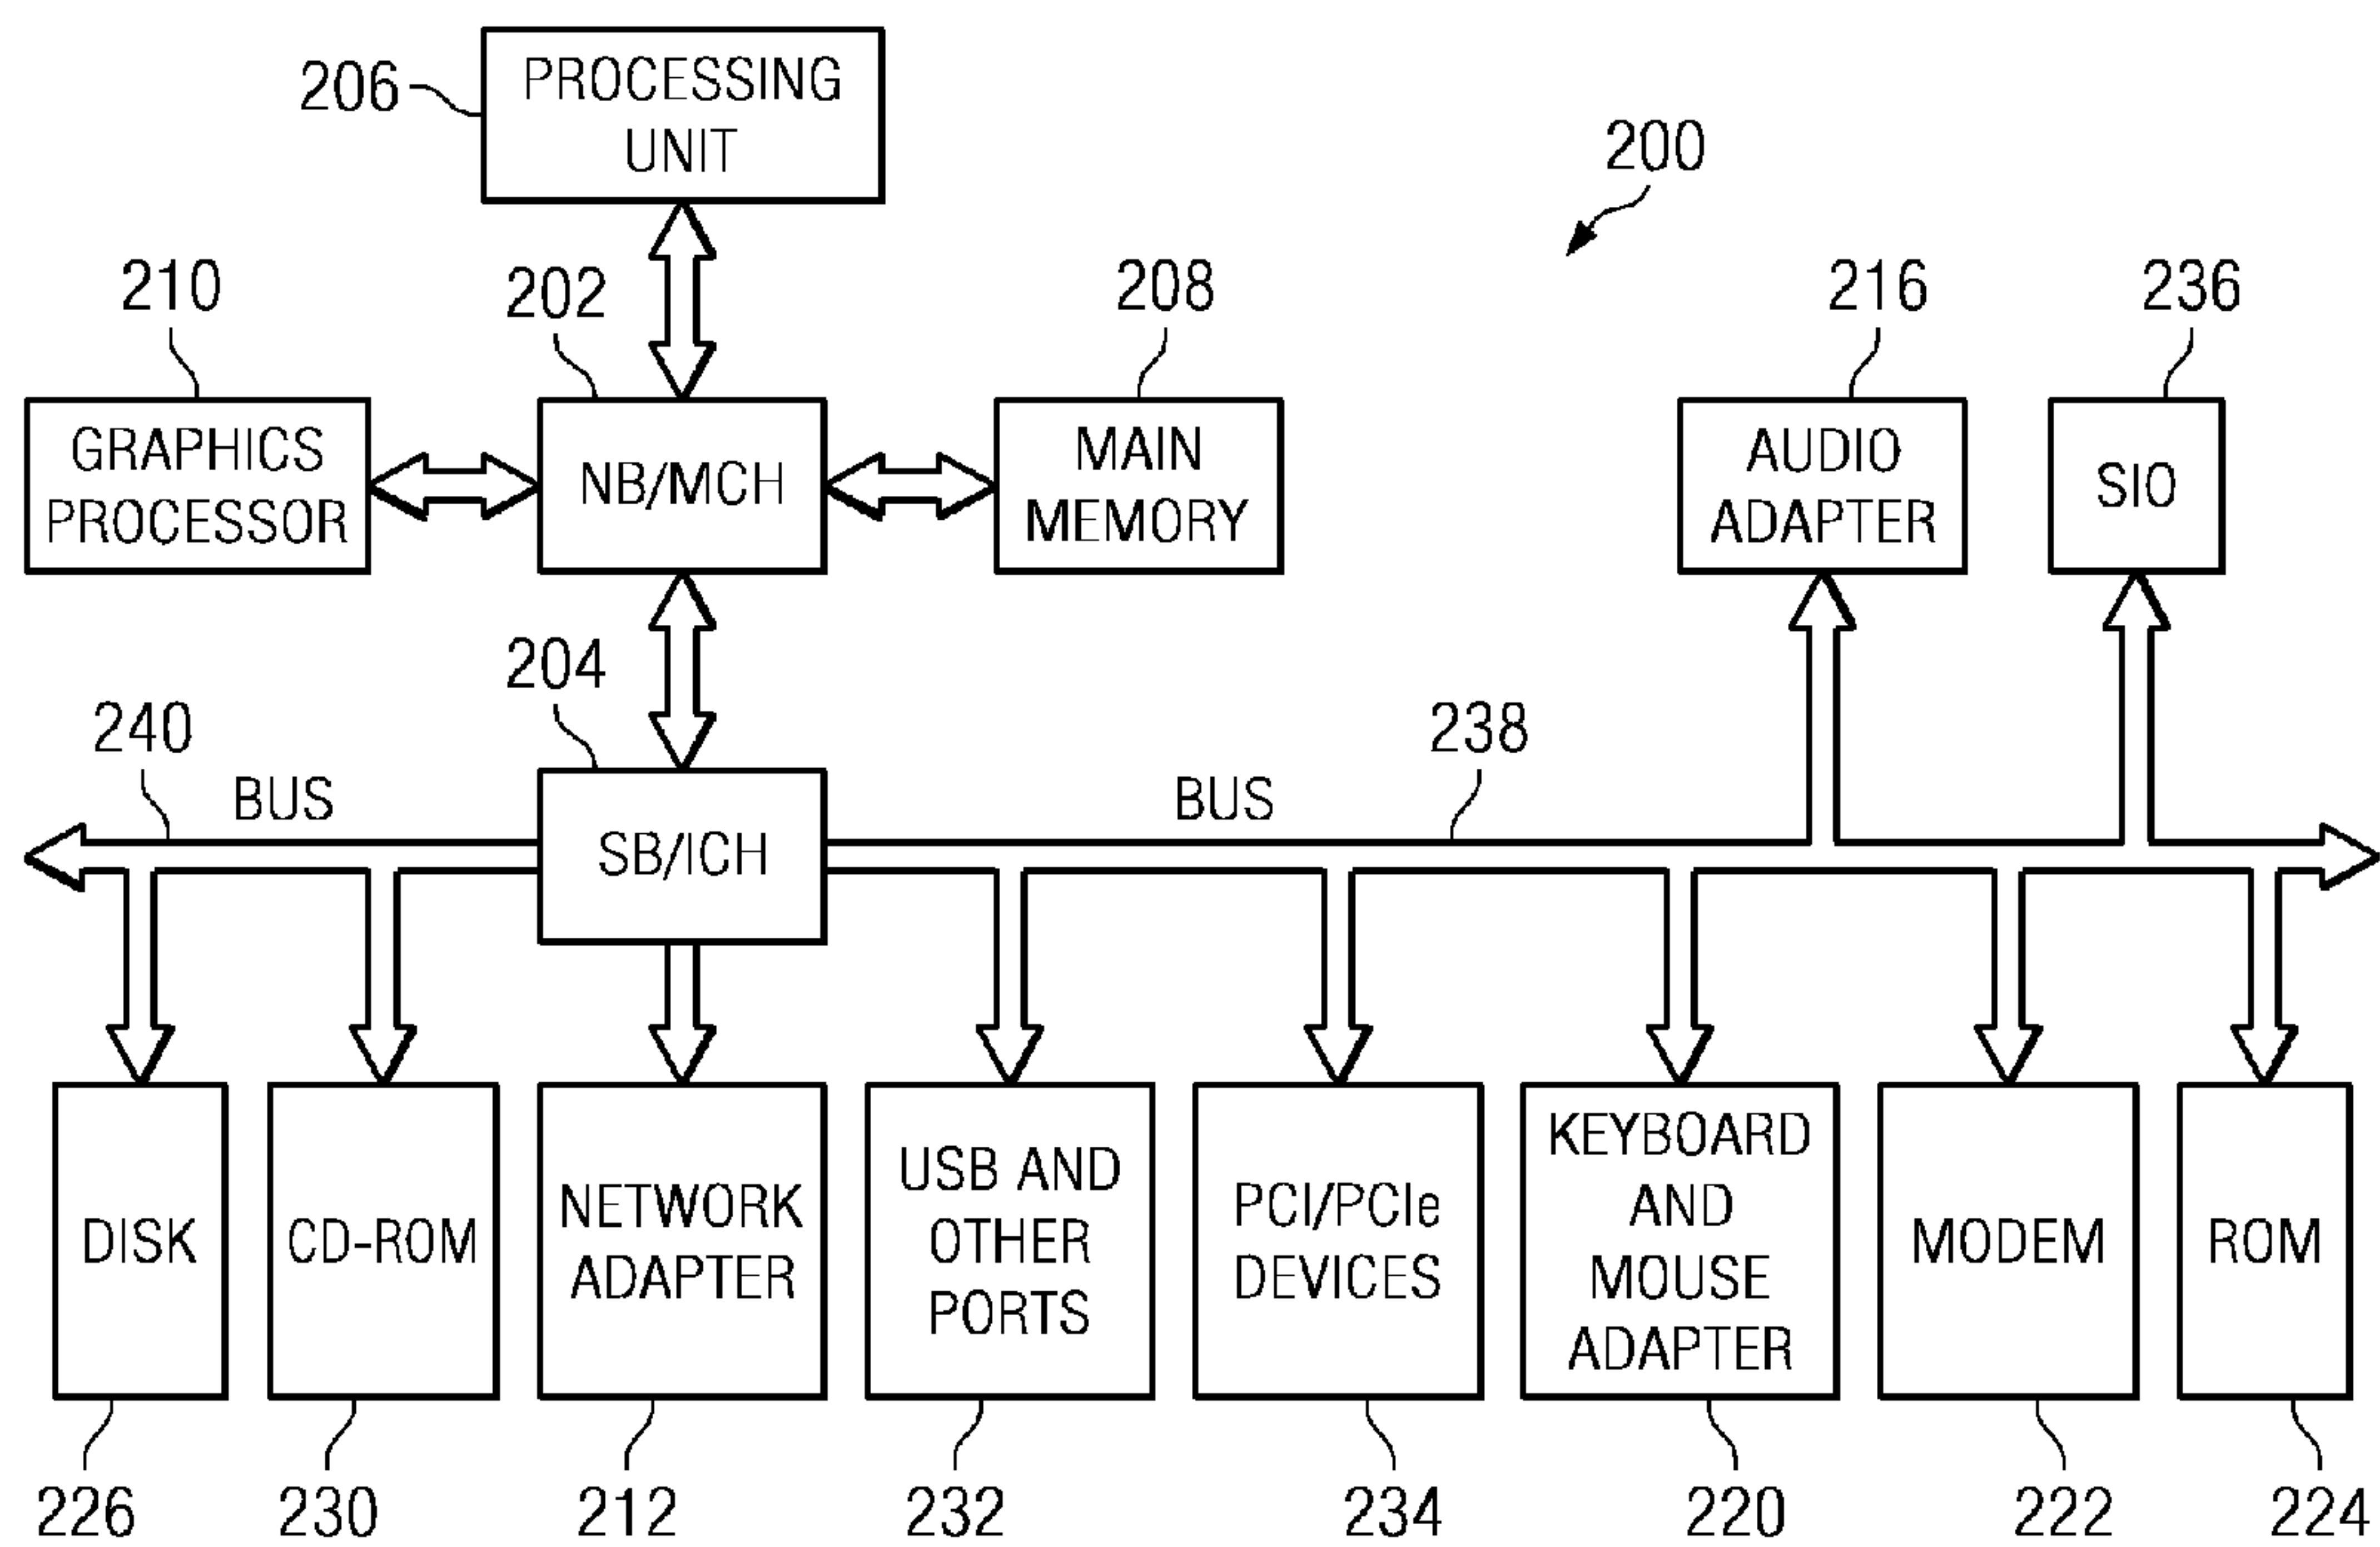 206
PROCESSING
UNIT
200
210
202
208
216
236
GRAPHICS
PROCESSOR
NB/MCH
MAIN
MEMORY
AUDIO
ADAPTER
SIO
204
240
BUS
238
BUS
SB/ICH
DISK
CD-ROM
NETWORK
ADAPTER
USB AND
OTHER
PORTS
PCI/PCIe
DEVICES
KEYBOARD
AND
MOUSE
ADAPTER
MODEM
ROM
226
230
212
232
234
220
222
224